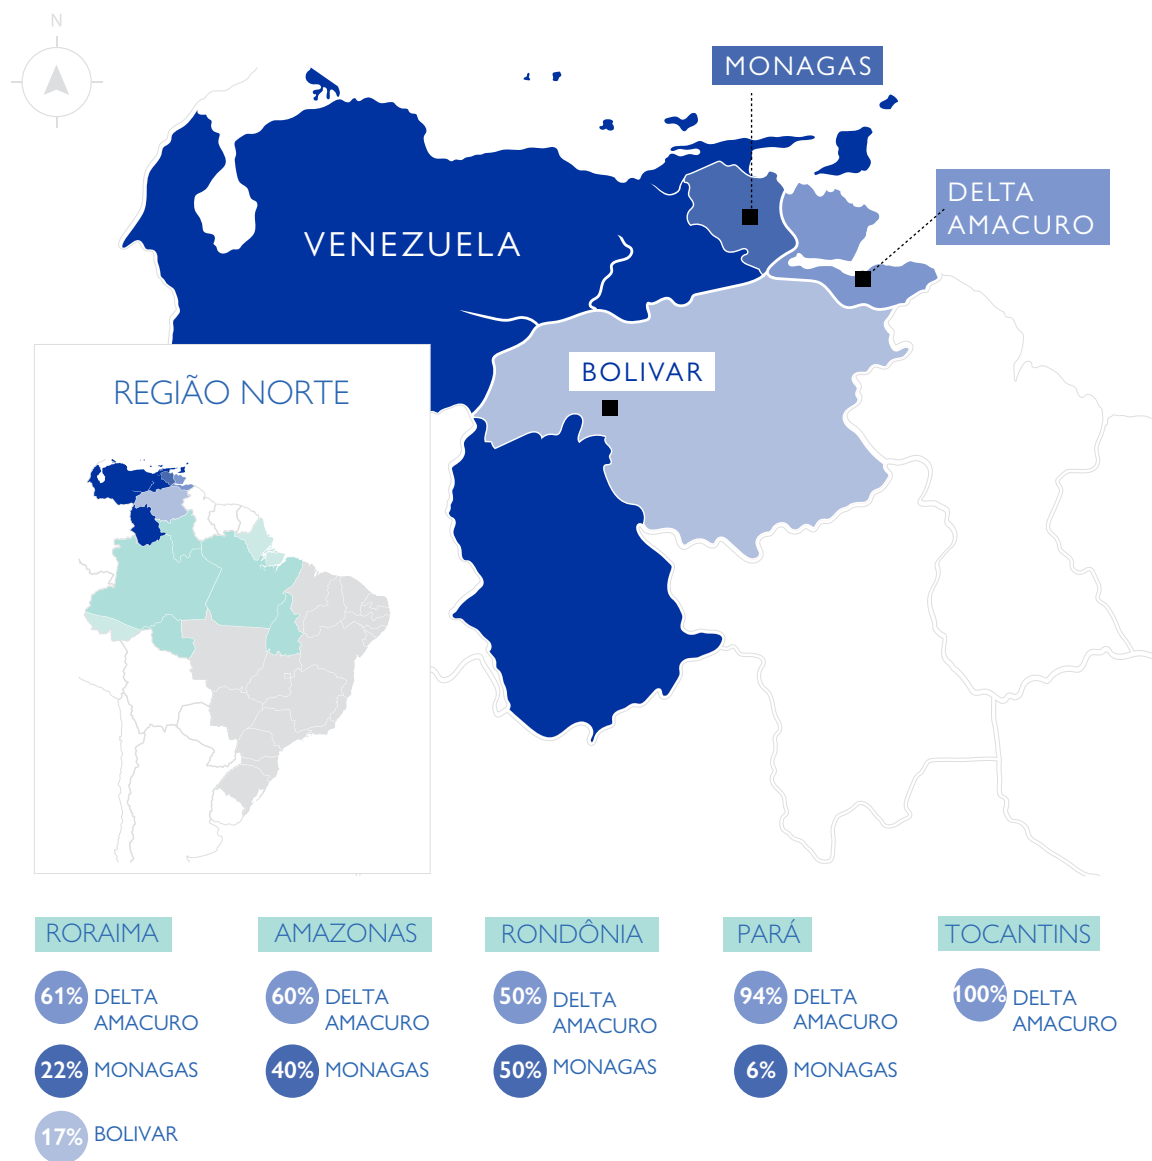 N
MONAGAS
DELTA
AMACURO
VENEZUELA
BOLIVAR
REGIÃO NORTE
RORAIMA
61% DELTA
AMACURO
22% MONAGAS
17% BOLIVAR
AMAZONAS
60% DELTA
AMACURO
40% MONAGAS
RONDÔNIA
50% DELTA
AMACURO
50% MONAGAS
PARÁ
94% DELTA
AMACURO
6% MONAGAS
TOCANTINS
100% DELTA
AMACURO